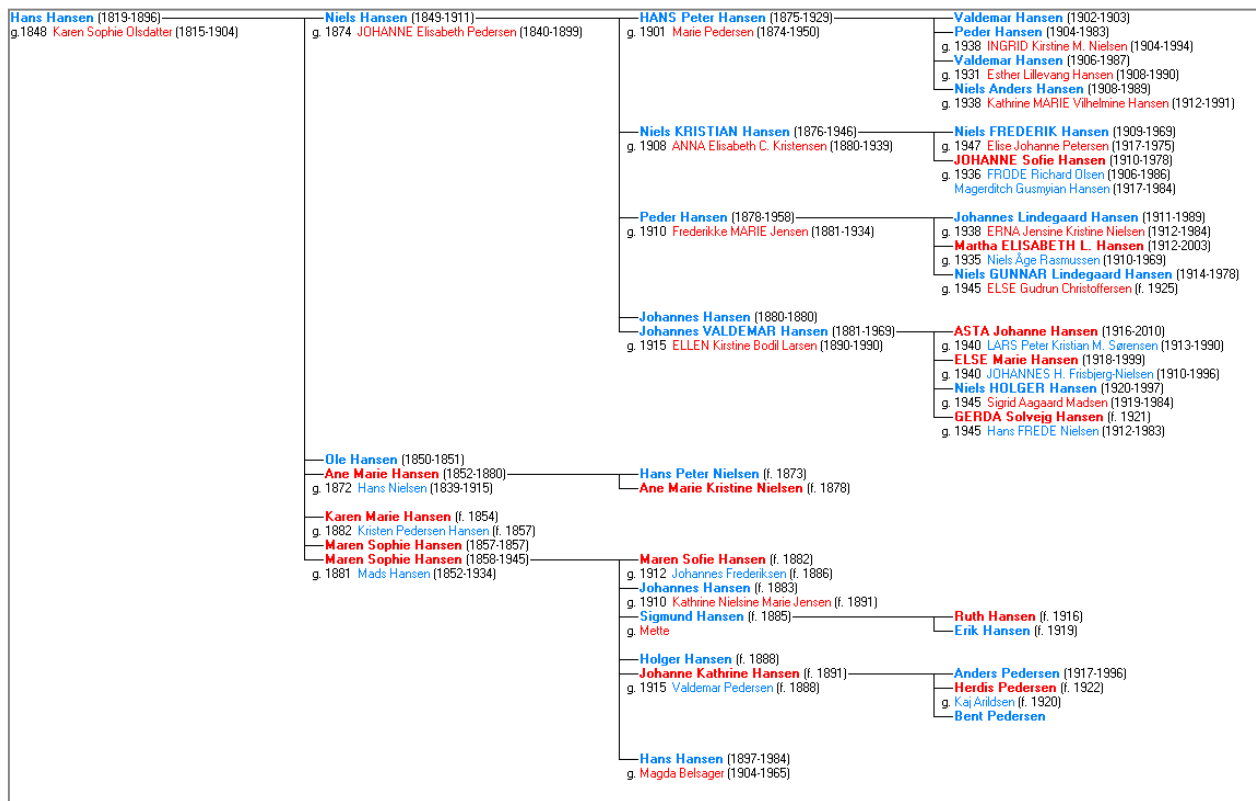 Hans Hansen (1819-1896)
g.1848 Karen Sophie Olsdatter (1815-1904)
Niels Hansen (1849-1911)
g. 1874 JOHANNE Elisabeth Pedersen (1840-1899)
HANS Peter Hansen (1875-1929)
g. 1901 Marie Pedersen (1874-1950)
Valdemar Hansen (1902-1903)
Peder Hansen (1904-1983)
g. 1938 INGRID Kirstine M. Nielsen (1904-1994)
Valdemar Hansen (1906-1987)
g. 1931 Esther Lillevang Hansen (1908-1990)
Niels Anders Hansen (1908-1989)
g. 1938 Kathrine MARIE Vilhelmine Hansen (1912-1991)
Niels KRISTIAN Hansen (1876-1946)
g. 1908 ANNA Elisabeth C. Kristensen (1880-1939)
Niels FREDERIK Hansen (1909-1969)
g. 1947 Elise Johanne Petersen (1917-1975)
JOHANNE Sofie Hansen (1910-1978)
g. 1936 FRODE Richard Olsen (1906-1986)
Magerditch Gusmyian Hansen (1917-1984)
Peder Hansen (1878-1958)
g. 1910 Frederikke MARIE Jensen (1881-1934)
Johannes Lindegaard Hansen (1911-1989)
g. 1938 ERNA Jensine Kristine Nielsen (1912-1984)
Martha ELISABETH L. Hansen (1912-2003)
g. 1935 Niels Åge Rasmussen (1910-1969)
Niels GUNNAR Lindegaard Hansen (1914-1978)
g. 1945 ELSE Gudrun Christoffersen (f. 1925)
Johannes Hansen (1880-1880)
Johannes VALDEMAR Hansen (1881-1969)
g. 1915 ELLEN Kirstine Bodil Larsen (1890-1990)
ASTA Johanne Hansen (1916-2010)
g. 1940 LARS Peter Kristian M. Sørensen (1913-1990)
ELSE Marie Hansen (1918-1999)
g. 1940 JOHANNES H. Frisbjerg-Nielsen (1910-1996)
Niels HOLGER Hansen (1920-1997)
g. 1945 Sigrid Aagaard Madsen (1919-1984)
GERDA Solvejg Hansen (f. 1921)
g. 1945 Hans FREDE Nielsen (1912-1983)
Ole Hansen (1850-1851)
Ane Marie Hansen (1852-1880)
g. 1872 Hans Nielsen (1839-1915)
Hans Peter Nielsen (f. 1873)
Ane Marie Kristine Nielsen (f. 1878)
Karen Marie Hansen (f. 1854)
g. 1882 Kristen Pedersen Hansen (f. 1857)
Maren Sophie Hansen (1857-1857)
Maren Sophie Hansen (1858-1945)
g. 1881 Mads Hansen (1852-1934)
Maren Sofie Hansen (f. 1882)
g. 1912 Johannes Frederiksen (f. 1886)
Johannes Hansen (f. 1883)
g. 1910 Kathrine Nielsine Marie Jensen (f. 1891)
Sigmund Hansen (f. 1885)
g. Mette
Ruth Hansen (f. 1916)
Erik Hansen (f. 1919)
Holger Hansen (f. 1888)
Johanne Kathrine Hansen (f. 1891)
g. 1915 Valdemar Pedersen (f. 1888)
Anders Pedersen (1917-1996)
Herdis Pedersen (f. 1922)
g. Kaj Arildsen (f. 1920)
Bent Pedersen
Hans Hansen (1897-1984)
g. Magda Belsager (1904-1965)